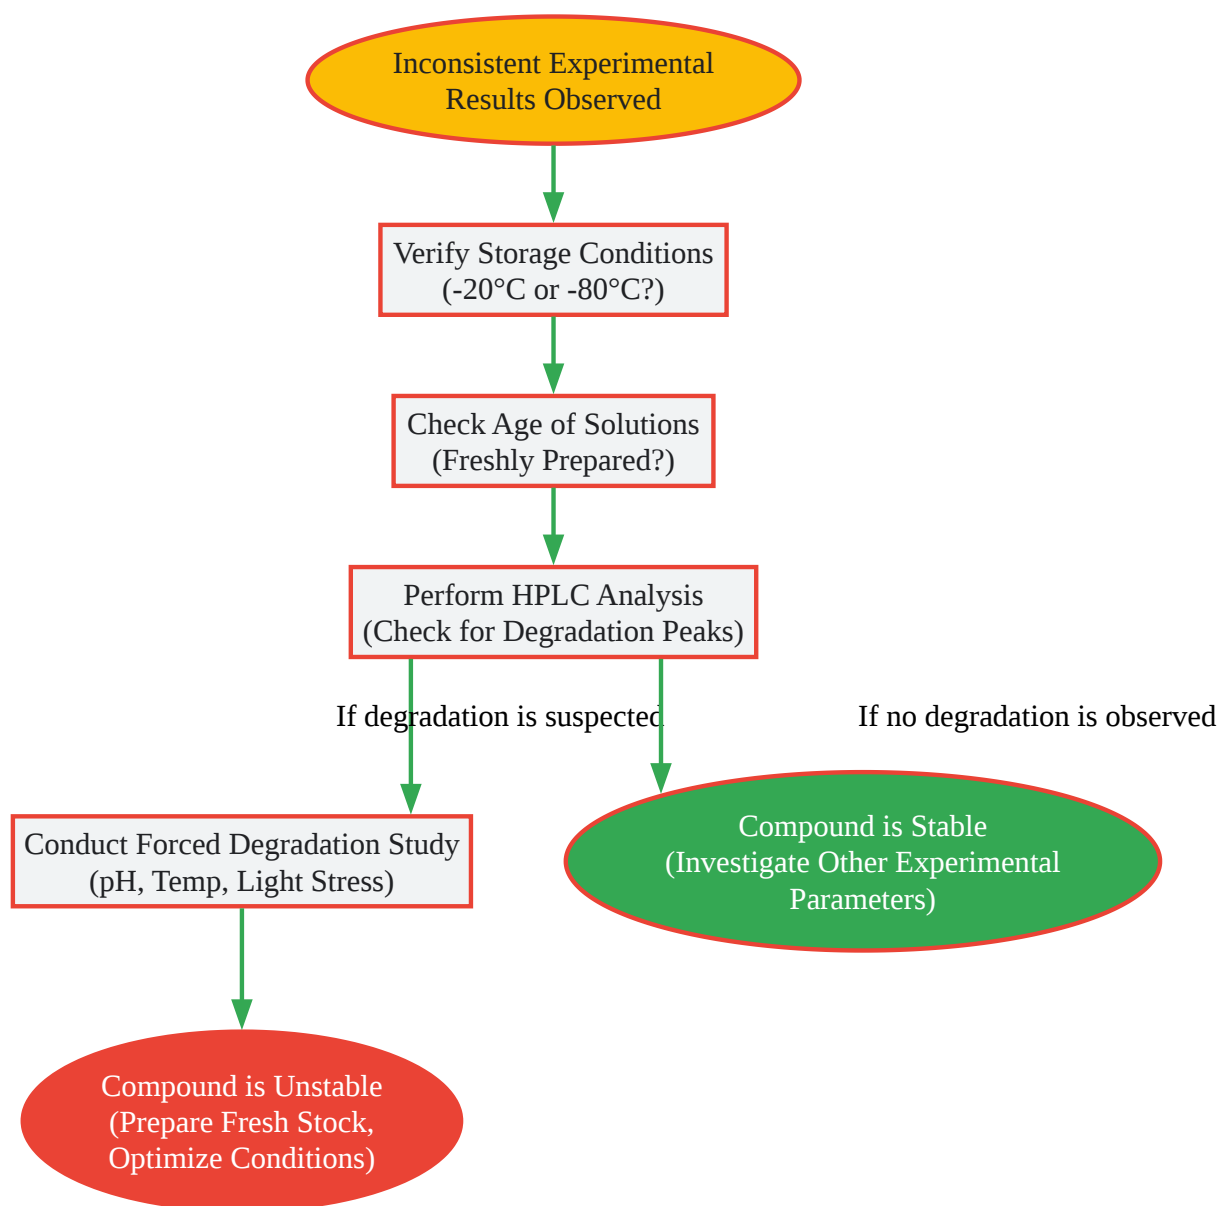 Inconsistent Experimental
Results Observed
Verify Storage Conditions
(-20°C or -80°C?)
Check Age of Solutions
(Freshly Prepared?)
Perform HPLC Analysis
(Check for Degradation Peaks)
If degradation is suspected
If no degradation is observed
Conduct Forced Degradation Study
(pH, Temp, Light Stress)
Compound is Stable
(Investigate Other Experimental
Parameters)
Compound is Unstable
(Prepare Fresh Stock,
Optimize Conditions)